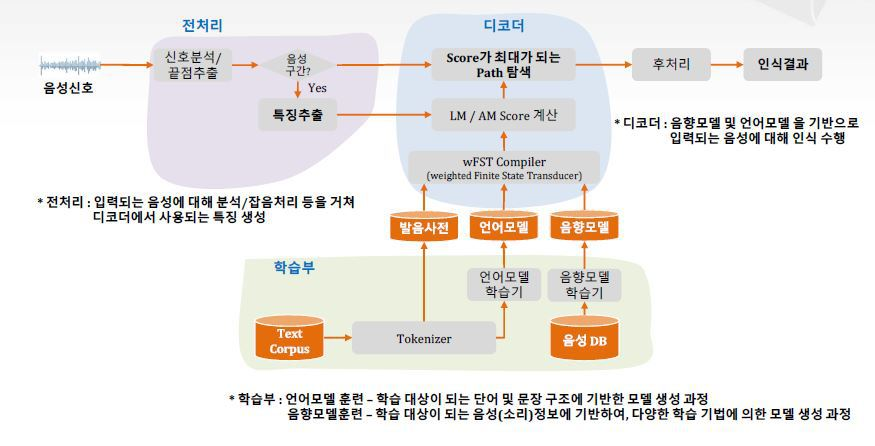 전처리
디코더
음성신호
신호분석/
끝점추출
음성
구간?
Yes
특징추출
Score가 최대가 되는
Path 탐색
후처리
인식결과
LM / AM Score 계산
* 디코더 : 음향모델 및 언어모델 을 기반으로
입력되는 음성에 대해 인식 수행
wFST Compiler
(weighted Finite State Transducer)
* 전처리 : 입력되는 음성에 대해 분석/잡음처리 등을 거쳐
디코더에서 사용되는 특징 생성
발음사전
언어모델
음향모델
학습부
언어모델
학습기
음향모델
학습기
Text
Corpus
Tokenizer
음성 DB
* 학습부 : 언어모델 훈련 – 학습 대상이 되는 단어 및 문장 구조에 기반한 모델 생성 과정
음향모델훈련 – 학습 대상이 되는 음성(소리)정보에 기반하여, 다양한 학습 기법에 의한 모델 생성 과정